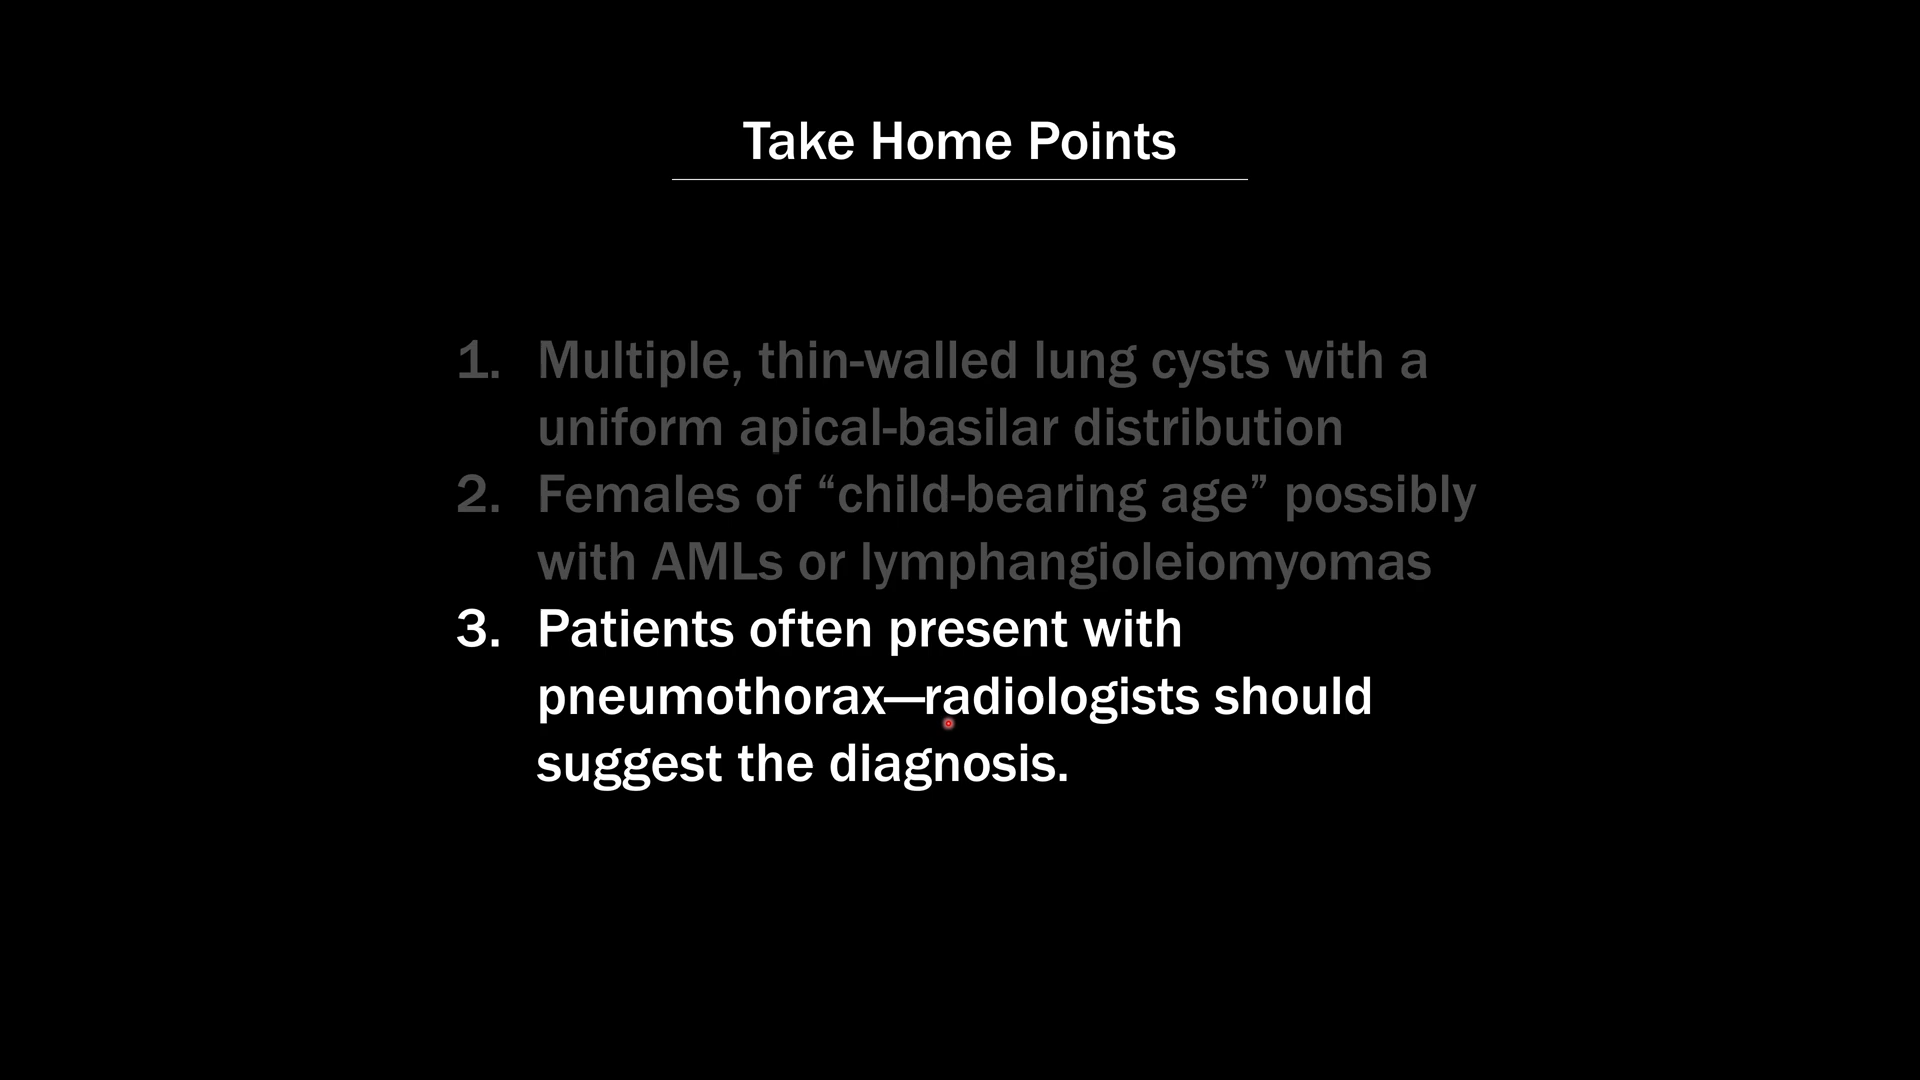 Take Home Points
1. Multiple, thin-walled lung cysts with a
uniform apical-basilar distribution
2. Females of “child-bearing age” possibly
with AMLs or lymphangioleiomyomas
3. Patients often present with
pneumothorax—radiologists should
suggest the diagnosis.